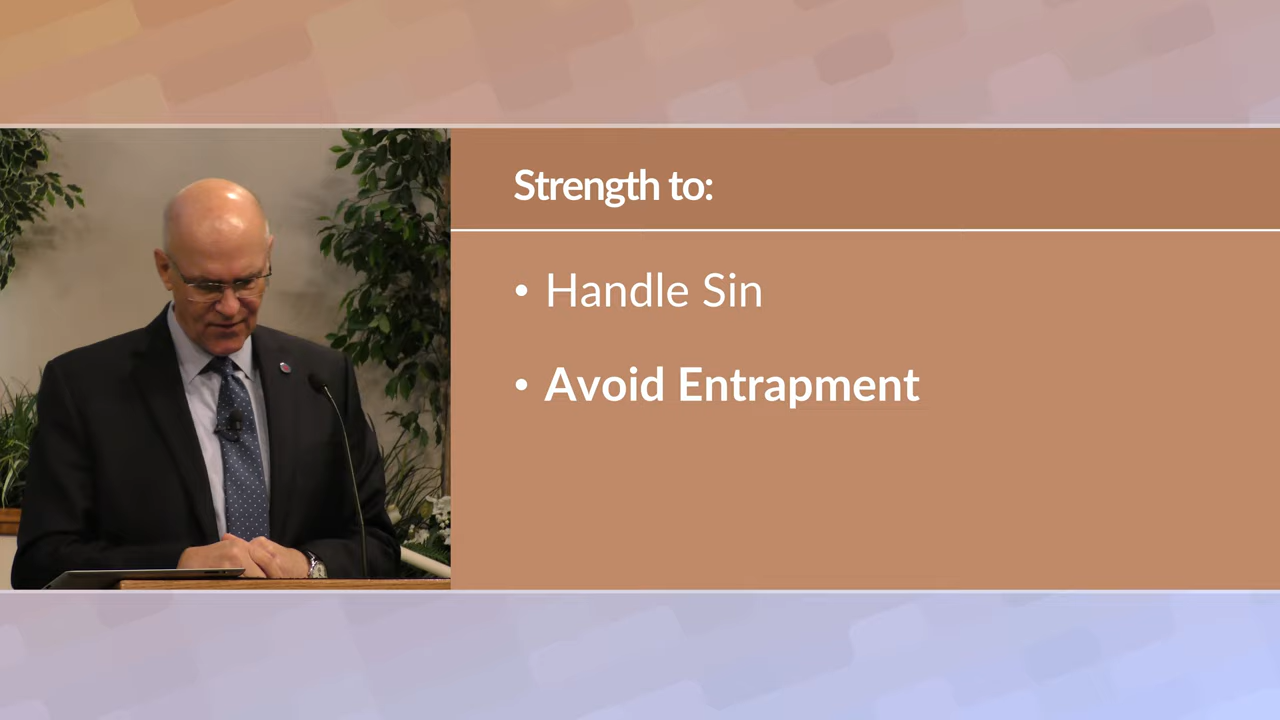 Strength to:
• Handle Sin
• Avoid Entrapment